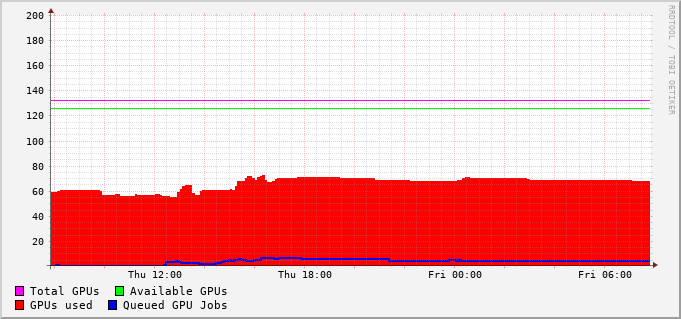 200
180
160
140
120
100
80
60
40
20
Thu 12:00 Thu 18:00 Fri 00:00 Fri 06:00
Total GPUs Available GPUs
GPUs used Queued GPU Jobs
RRDTOOL / TOBI OETIKER